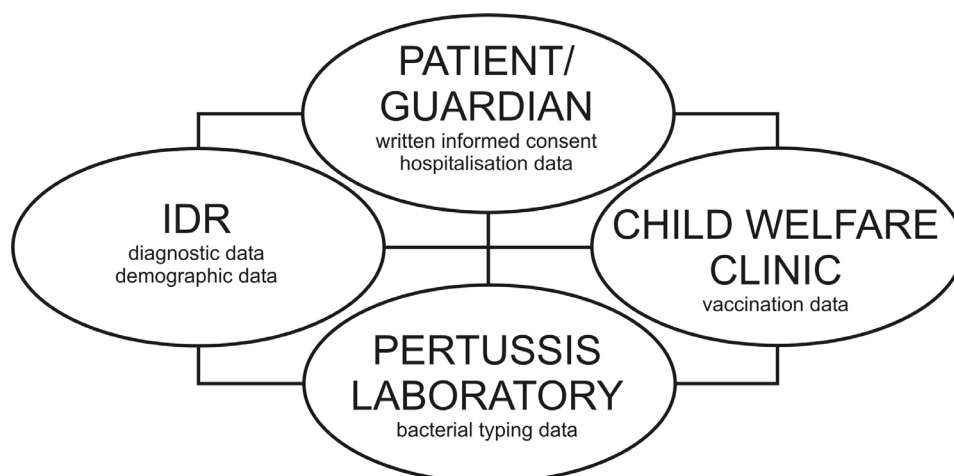 PATIENT/
GUARDIAN
written informed consent
hospitalisation data
IDR
diagnostic data
demographic data
CHILD WELFARE
CLINIC
vaccination data
PERTUSSIS
LABORATORY
bacterial typing data